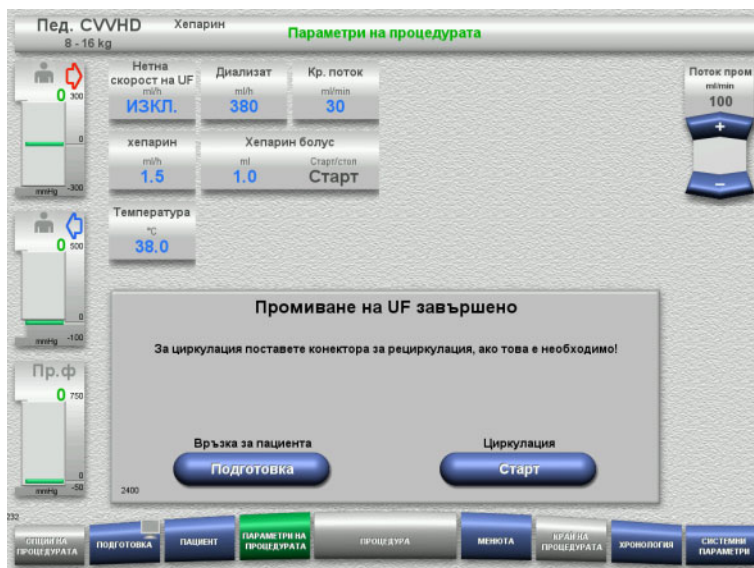 Пед. CVVHD Хепарин Параметри на процедурата
8 - 16 kg
Нетна скорост на UF
ml/h
ИЗКЛ.
Диализат
ml/h
380
Кр. поток
ml/min
30
Поток пром
ml/min
100
+
−
0 300
0
mmHg -300
хепарин
ml/h
1.5
Хепарин болус
ml
1.0
Старт/стоп
Старт
Температура
°C
38.0
0 500
0
mmHg -100
Пр.ф
0 750
0
mmHg -50
Промиване на UF завършено
За циркулация поставете конектора за рециркулация, ако това е необходимо!
Връзка за пациента
Подготовка
Циркулация
Старт
2400
232
ОПЦИИ НА ПРОЦЕДУРАТА
ПОДГОТОВКА
ПАЦИЕНТ
ПАРАМЕТРИ НА ПРОЦЕДУРАТА
ПРОЦЕДУРА
МЕНЮТА
КРАЙ НА ПРОЦЕДУРАТА
ХРОНОЛОГИЯ
СИСТЕМНИ ПАРАМЕТРИ